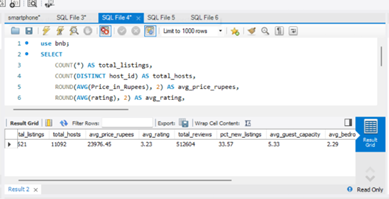 smartphone* SQL File 3* SQL File 4* SQL File 5 SQL File 6
Limit to 1000 rows
1 use bnb;
2 SELECT
3 COUNT(*) AS total_listings,
4 COUNT(DISTINCT host_id) AS total_hosts,
5 ROUND(AVG(Price_in_Rupees), 2) AS avg_price_rupees,
6 ROUND(AVG(rating), 2) AS avg_rating,
Result Grid Filter Rows: Export: Wrap Cell Content:
tal_listings total_hosts avg_price_rupees avg_rating total_reviews pct_new_listings avg_guest_capacity avg_bedro
521 11092 23976.45 3.23 512604 33.57 5.33 2.29
Result
Grid
Result 2 Read Only